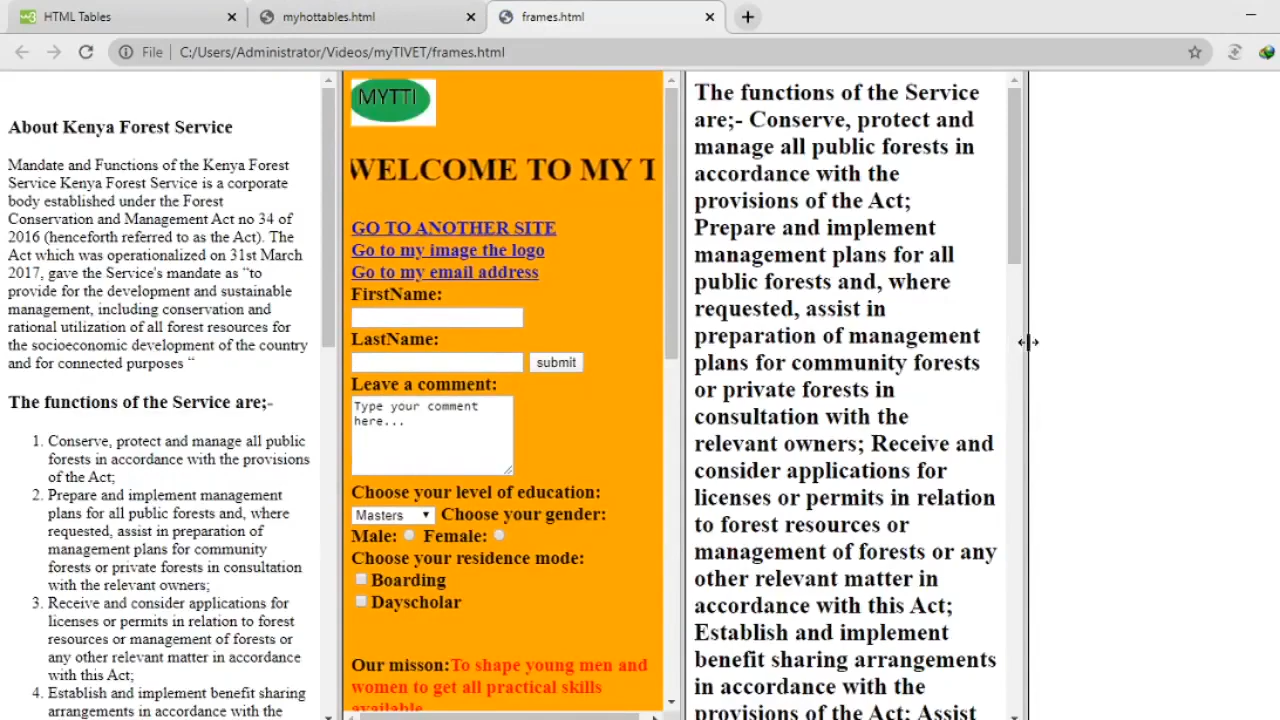 HTML Tables
myhottables.html
frames.html
File
C:/Users/Administrator/Videos/myTIVET/frames.html
About Kenya Forest Service
Mandate and Functions of the Kenya Forest
Service Kenya Forest Service is a corporate
body established under the Forest
Conservation and Management Act no 34 of
2016 (henceforth referred to as the Act). The
Act which was operationalized on 31st March
2017, gave the Service's mandate as “to
provide for the development and sustainable
management, including conservation and
rational utilization of all forest resources for
the socioeconomic development of the country
and for connected purposes “
The functions of the Service are;-
1. Conserve, protect and manage all public
forests in accordance with the provisions
of the Act;
2. Prepare and implement management
plans for all public forests and, where
requested, assist in preparation of
management plans for community
forests or private forests in consultation
with the relevant owners;
3. Receive and consider applications for
licenses or permits in relation to forest
resources or management of forests or
any other relevant matter in accordance
with this Act;
4. Establish and implement benefit sharing
arrangements in accordance with the
MYTTI
WELCOME TO MY T
GO TO ANOTHER SITE
Go to my image the logo
Go to my email address
FirstName:
LastName:
submit
Leave a comment:
Type your comment
here...
Choose your level of education:
Masters Choose your gender:
Male: Female:
Choose your residence mode:
Boarding
Dayscholar
Our misson:To shape young men and
women to get all practical skills
available
The functions of the Service
are;- Conserve, protect and
manage all public forests in
accordance with the
provisions of the Act;
Prepare and implement
management plans for all
public forests and, where
requested, assist in
preparation of management
plans for community forests
or private forests in
consultation with the
relevant owners; Receive and
consider applications for
licenses or permits in relation
to forest resources or
management of forests or any
other relevant matter in
accordance with this Act;
Establish and implement
benefit sharing arrangements
in accordance with the
provisions of the Act; Assist